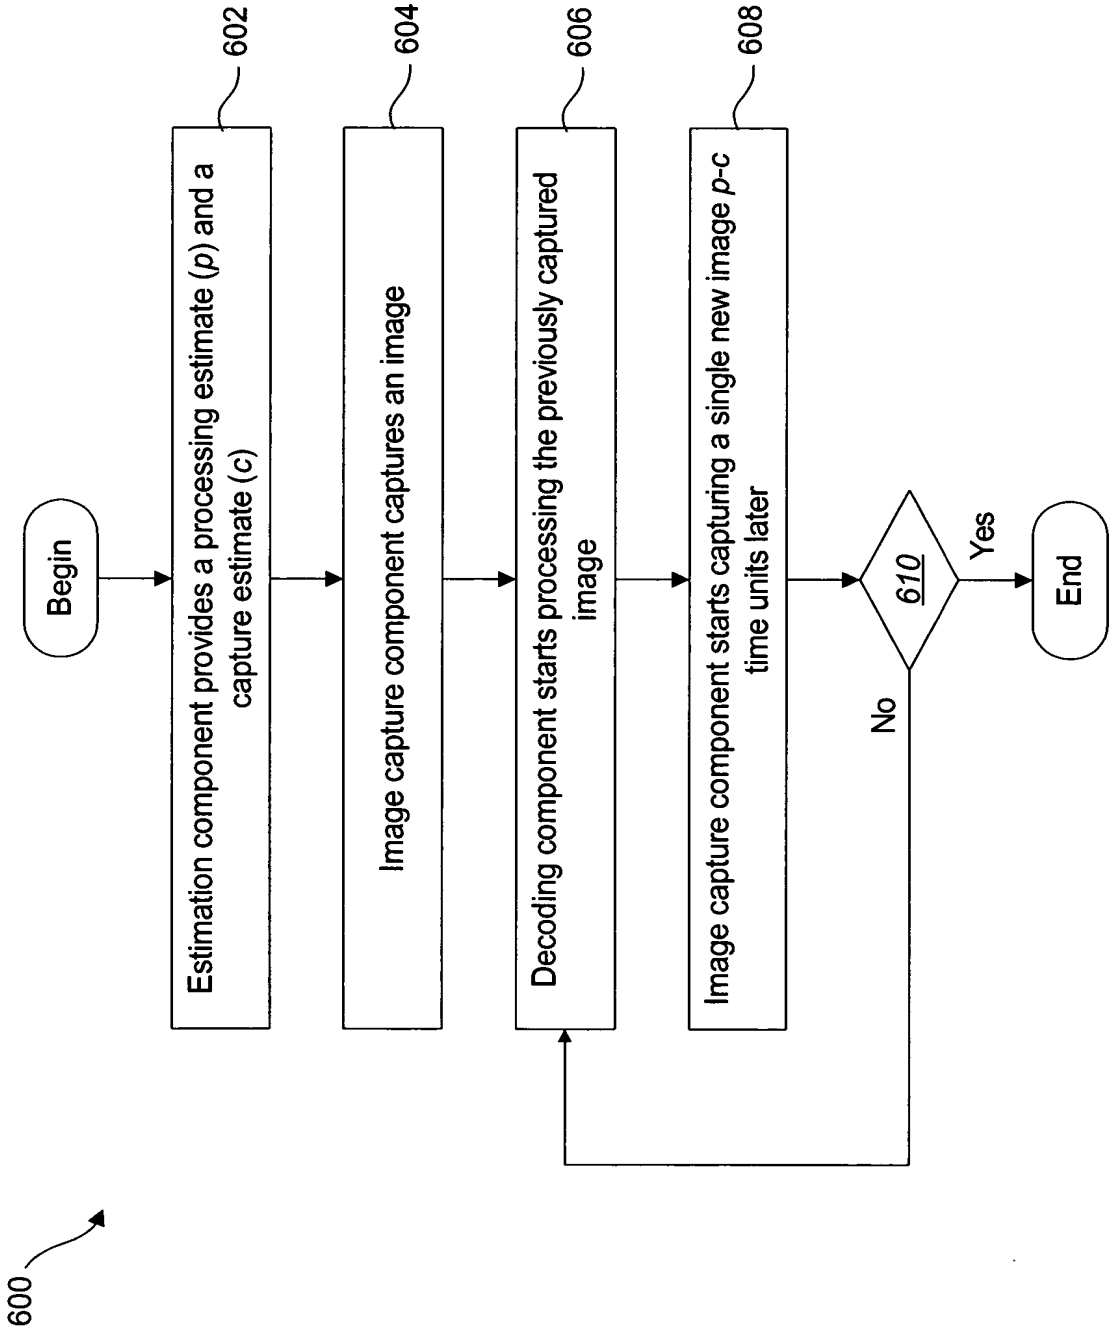 600
Begin
Estimation component provides a processing estimate (p) and a
capture estimate (c)
602
Image capture component captures an image
604
Decoding component starts processing the previously captured
image
606
Image capture component starts capturing a single new image p-c
time units later
608
610
No
Yes
End